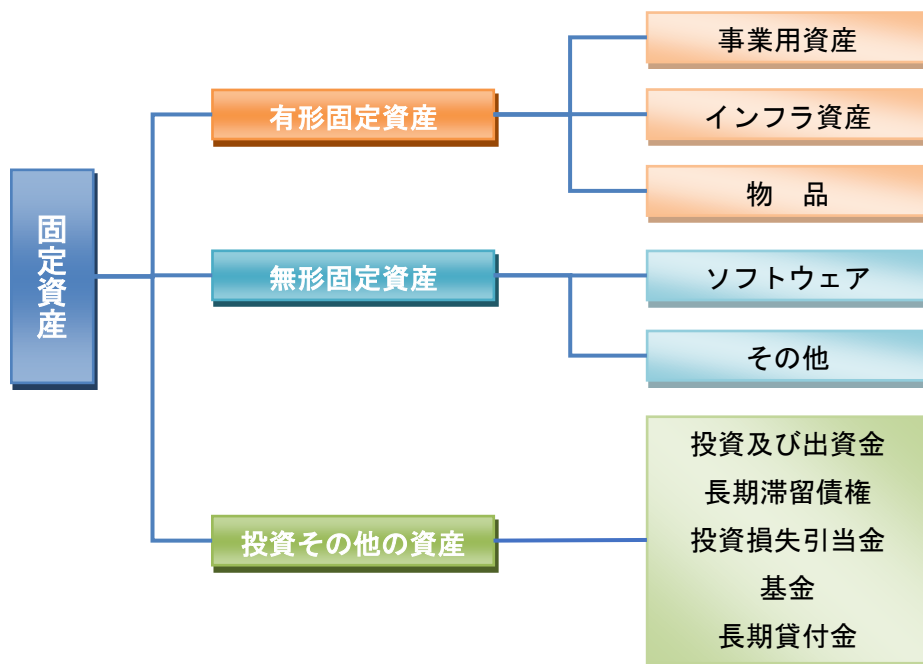 固定資産
有形固定資産
事業用資産
インフラ資産
物　品
無形固定資産
ソフトウェア
その他
投資その他の資産
投資及び出資金
長期滞留債権
投資損失引当金
基金
長期貸付金